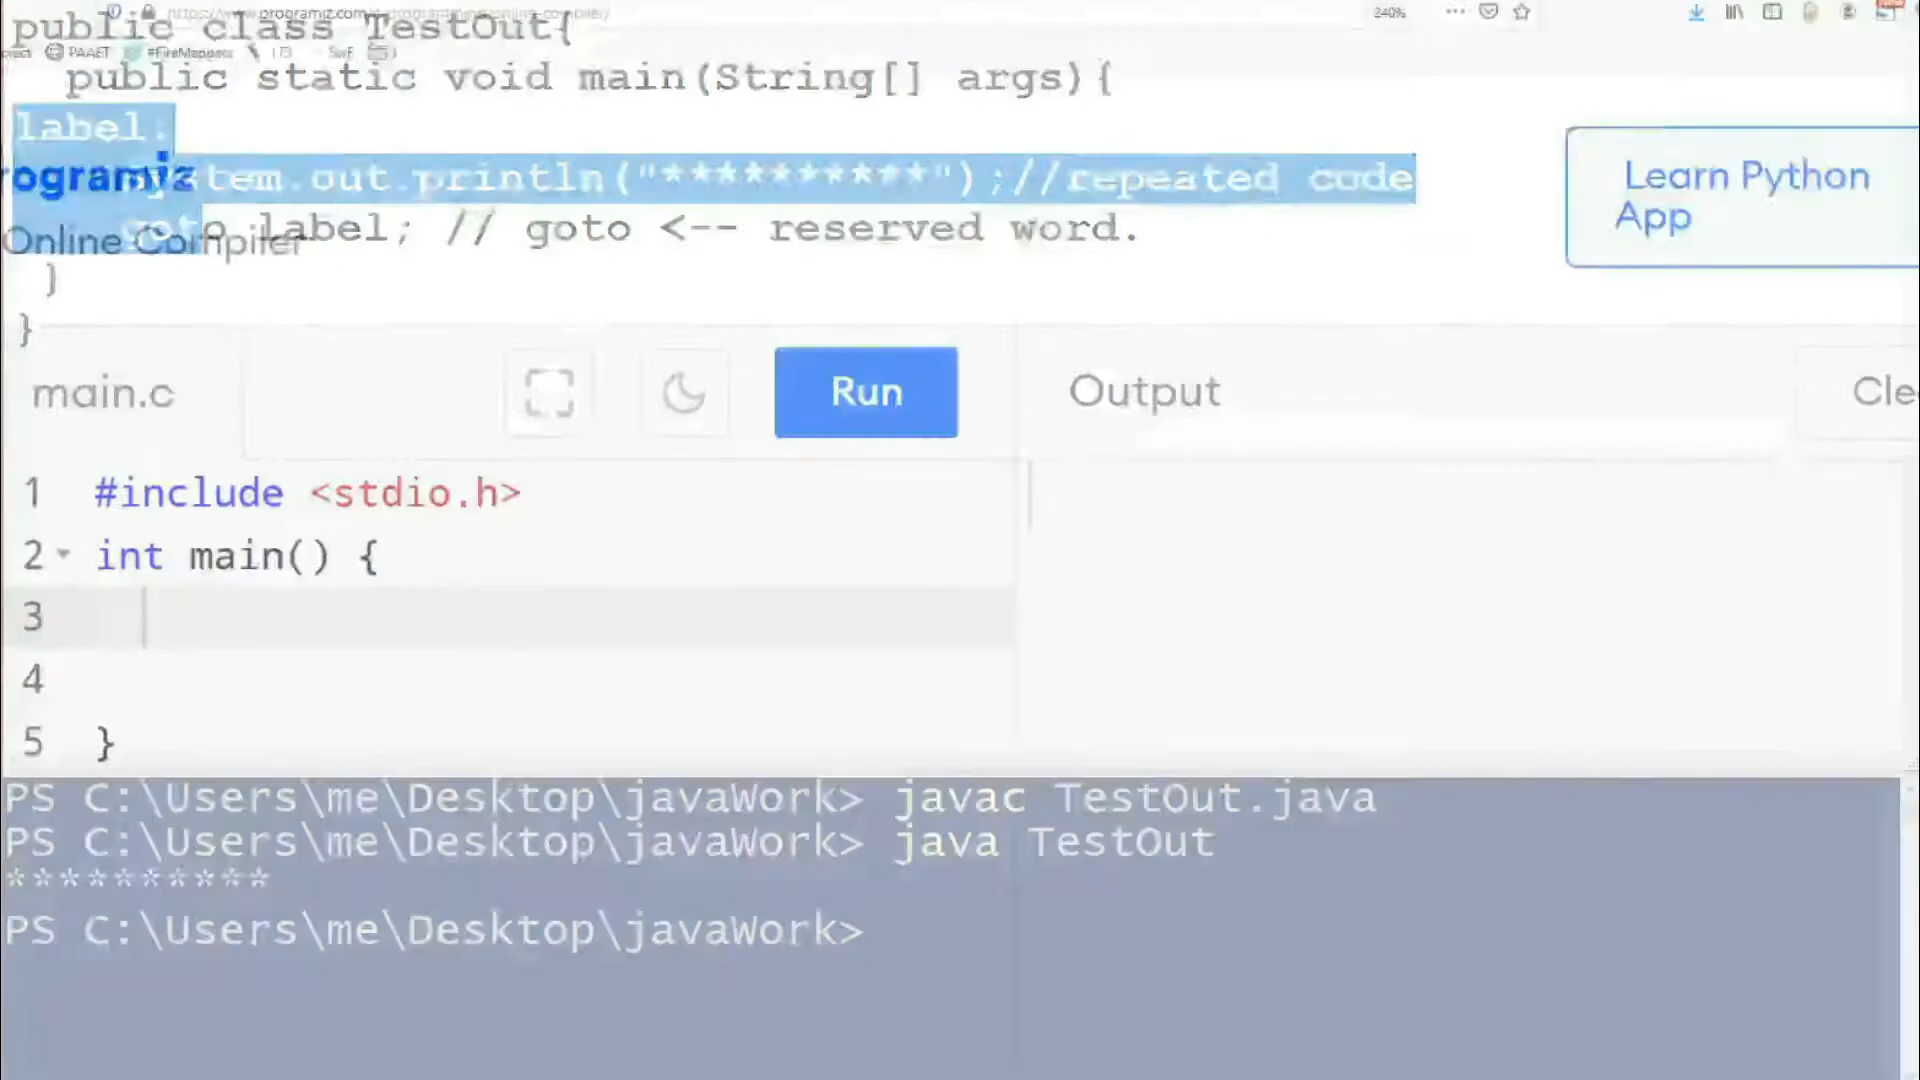 public class TestOut{
240%
PAAET
#FireMappers
public static void main(String[] args){
label:
system.out.println("**********");//repeated code
Programiz
Learn Python
App
goto label; // goto <-- reserved word.
Online Compiler
}
}
main.c
Run
Output
Cle
1 #include <stdio.h>
2 int main() {
3
4
5 }
PS C:\Users\me\Desktop\javaWork> javac TestOut.java
PS C:\Users\me\Desktop\javaWork> java TestOut
**********
PS C:\Users\me\Desktop\javaWork>